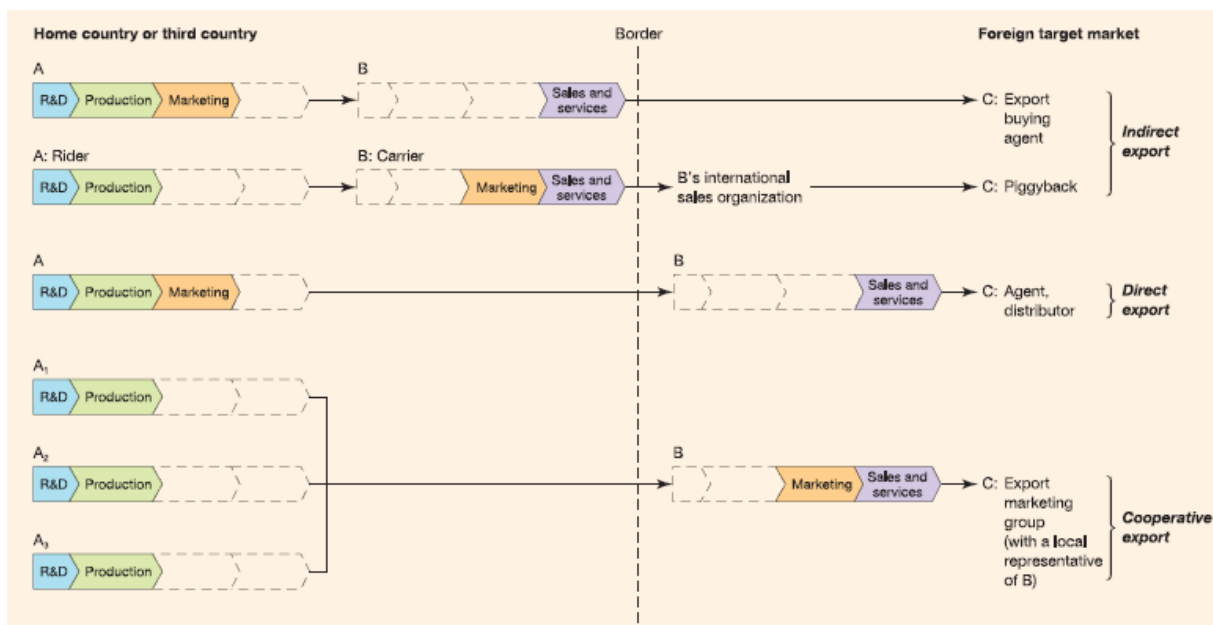 Home country or third country
Border
Foreign target market
A
R&D
Production
Marketing
B
Sales and
services
C: Export
buying
agent
Indirect
export
A: Rider
R&D
Production
B: Carrier
Marketing
Sales and
services
B's international
sales organization
C: Piggyback
A
R&D
Production
Marketing
B
Sales and
services
C: Agent,
distributor
Direct
export
A1
R&D
Production
A2
R&D
Production
B
Marketing
Sales and
services
C: Export
marketing
group
(with a local
representative
of B)
Cooperative
export
A3
R&D
Production